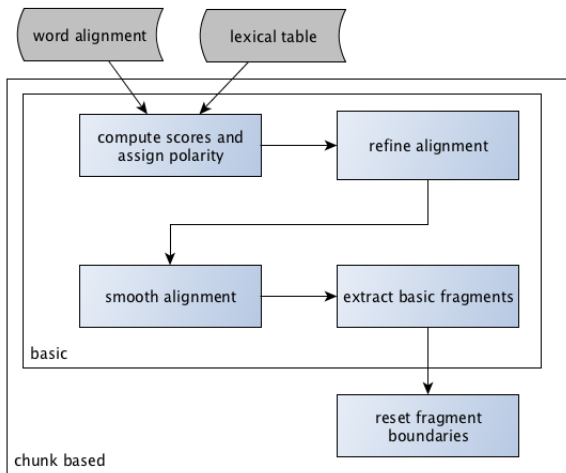 word alignment
lexical table
compute scores and
assign polarity
refine alignment
smooth alignment
extract basic fragments
basic
reset fragment
boundaries
chunk based